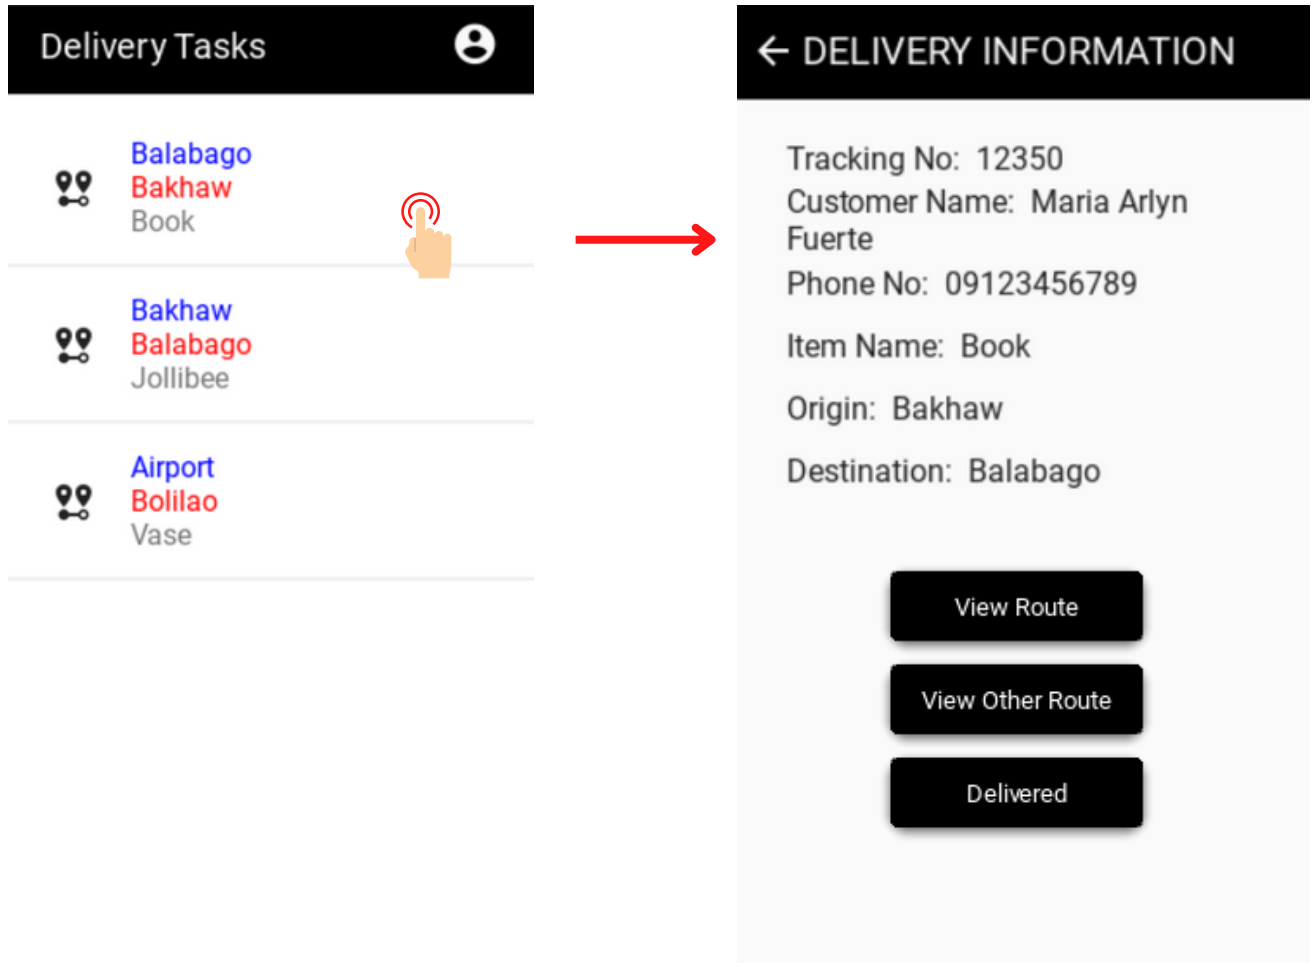 Delivery Tasks
Balabago
Bakhaw
Book
Bakhaw
Balabago
Jollibee
Airport
Bolilao
Vase
DELIVERY INFORMATION
Tracking No: 12350
Customer Name: Maria Arlyn
Fuerte
Phone No: 09123456789
Item Name: Book
Origin: Bakhaw
Destination: Balabago
View Route
View Other Route
Delivered